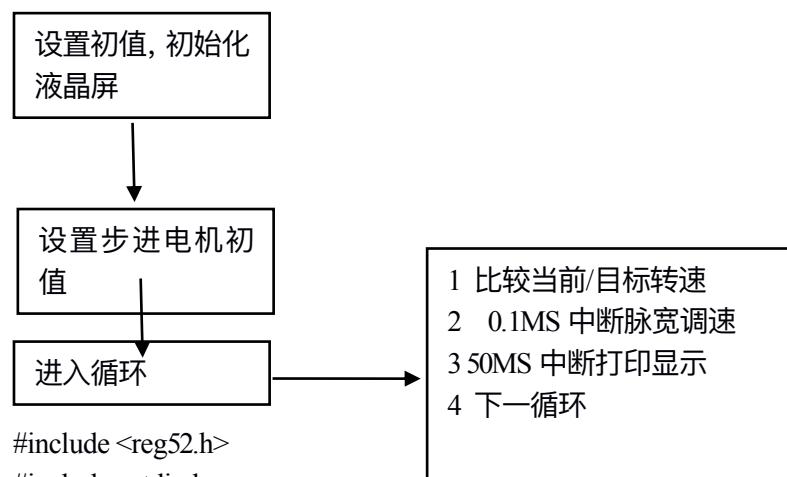 设置初值，初始化
液晶屏
设置步进电机初
值
进入循环
1 比较当前/目标转速
2 0.1MS 中断脉宽调速
3 50MS 中断打印显示
4 下一循环
#include <reg52.h>